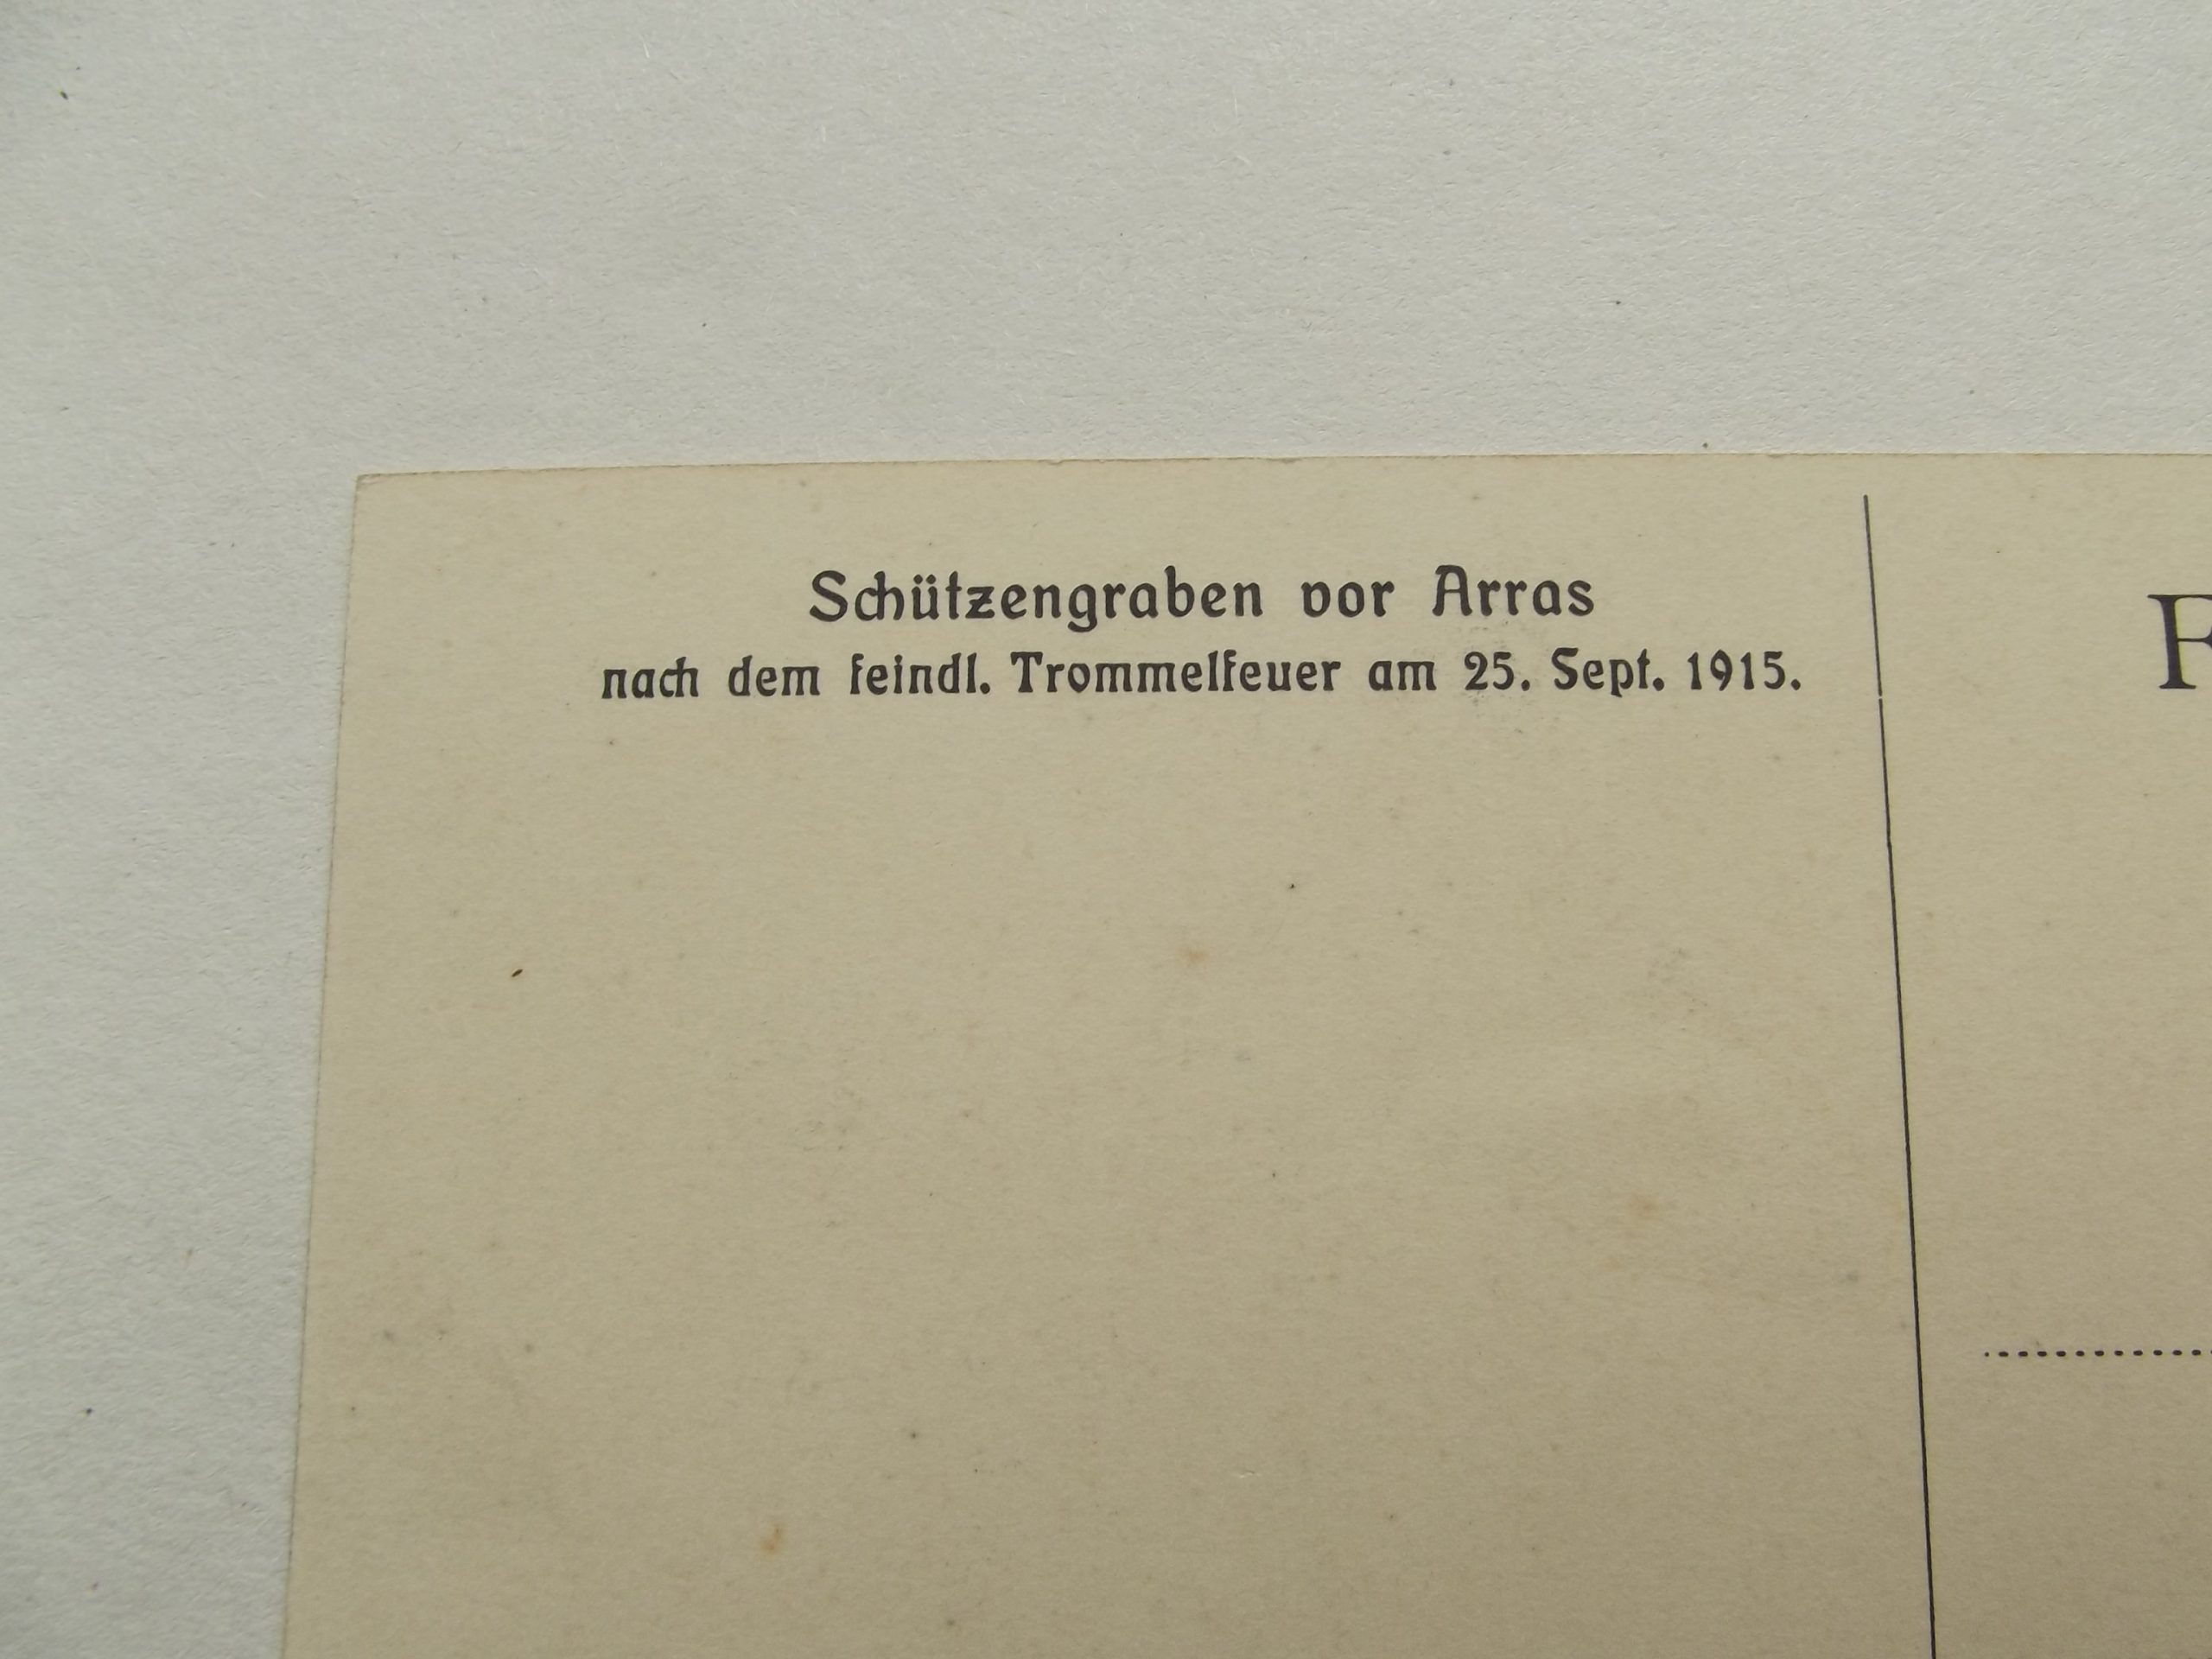 Schützengraben vor Arras
nach dem feindl. Trommelfeuer am 25. Sept. 1915.
F